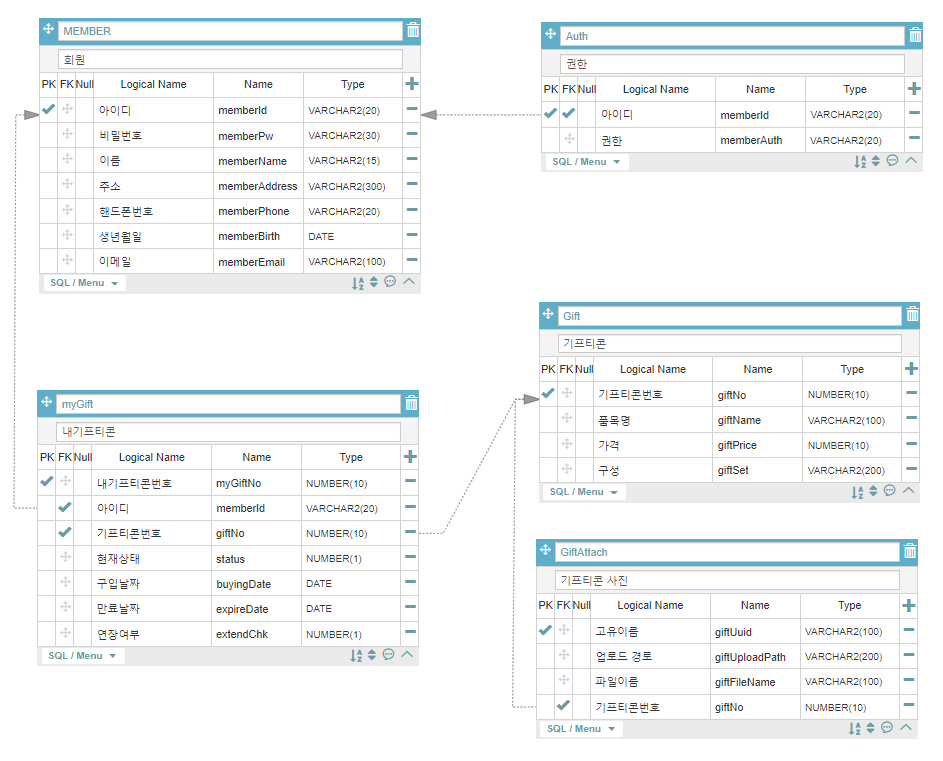 MEMBER
회원
PK FK Null Logical Name Name Type
아이디 memberId VARCHAR2(20)
비밀번호 memberPw VARCHAR2(30)
이름 memberName VARCHAR2(15)
주소 memberAddress VARCHAR2(300)
핸드폰번호 memberPhone VARCHAR2(20)
생년월일 memberBirth DATE
이메일 memberEmail VARCHAR2(100)
SQL / Menu
Auth
권한
PK FK Null Logical Name Name Type
아이디 memberId VARCHAR2(20)
권한 memberAuth VARCHAR2(20)
SQL / Menu
myGift
내기프티콘
PK FK Null Logical Name Name Type
내기프티콘번호 myGiftNo NUMBER(10)
아이디 memberId VARCHAR2(20)
기프티콘번호 giftNo NUMBER(10)
현재상태 status NUMBER(1)
구입날짜 buyingDate DATE
만료날짜 expireDate DATE
연장여부 extendChk NUMBER(1)
SQL / Menu
Gift
기프티콘
PK FK Null Logical Name Name Type
기프티콘번호 giftNo NUMBER(10)
품목명 giftName VARCHAR2(100)
가격 giftPrice NUMBER(10)
구성 giftSet VARCHAR2(200)
SQL / Menu
GiftAttach
기프티콘 사진
PK FK Null Logical Name Name Type
고유이름 giftUuid VARCHAR2(100)
업로드 경로 giftUploadPath VARCHAR2(200)
파일이름 giftFileName VARCHAR2(100)
기프티콘번호 giftNo NUMBER(10)
SQL / Menu